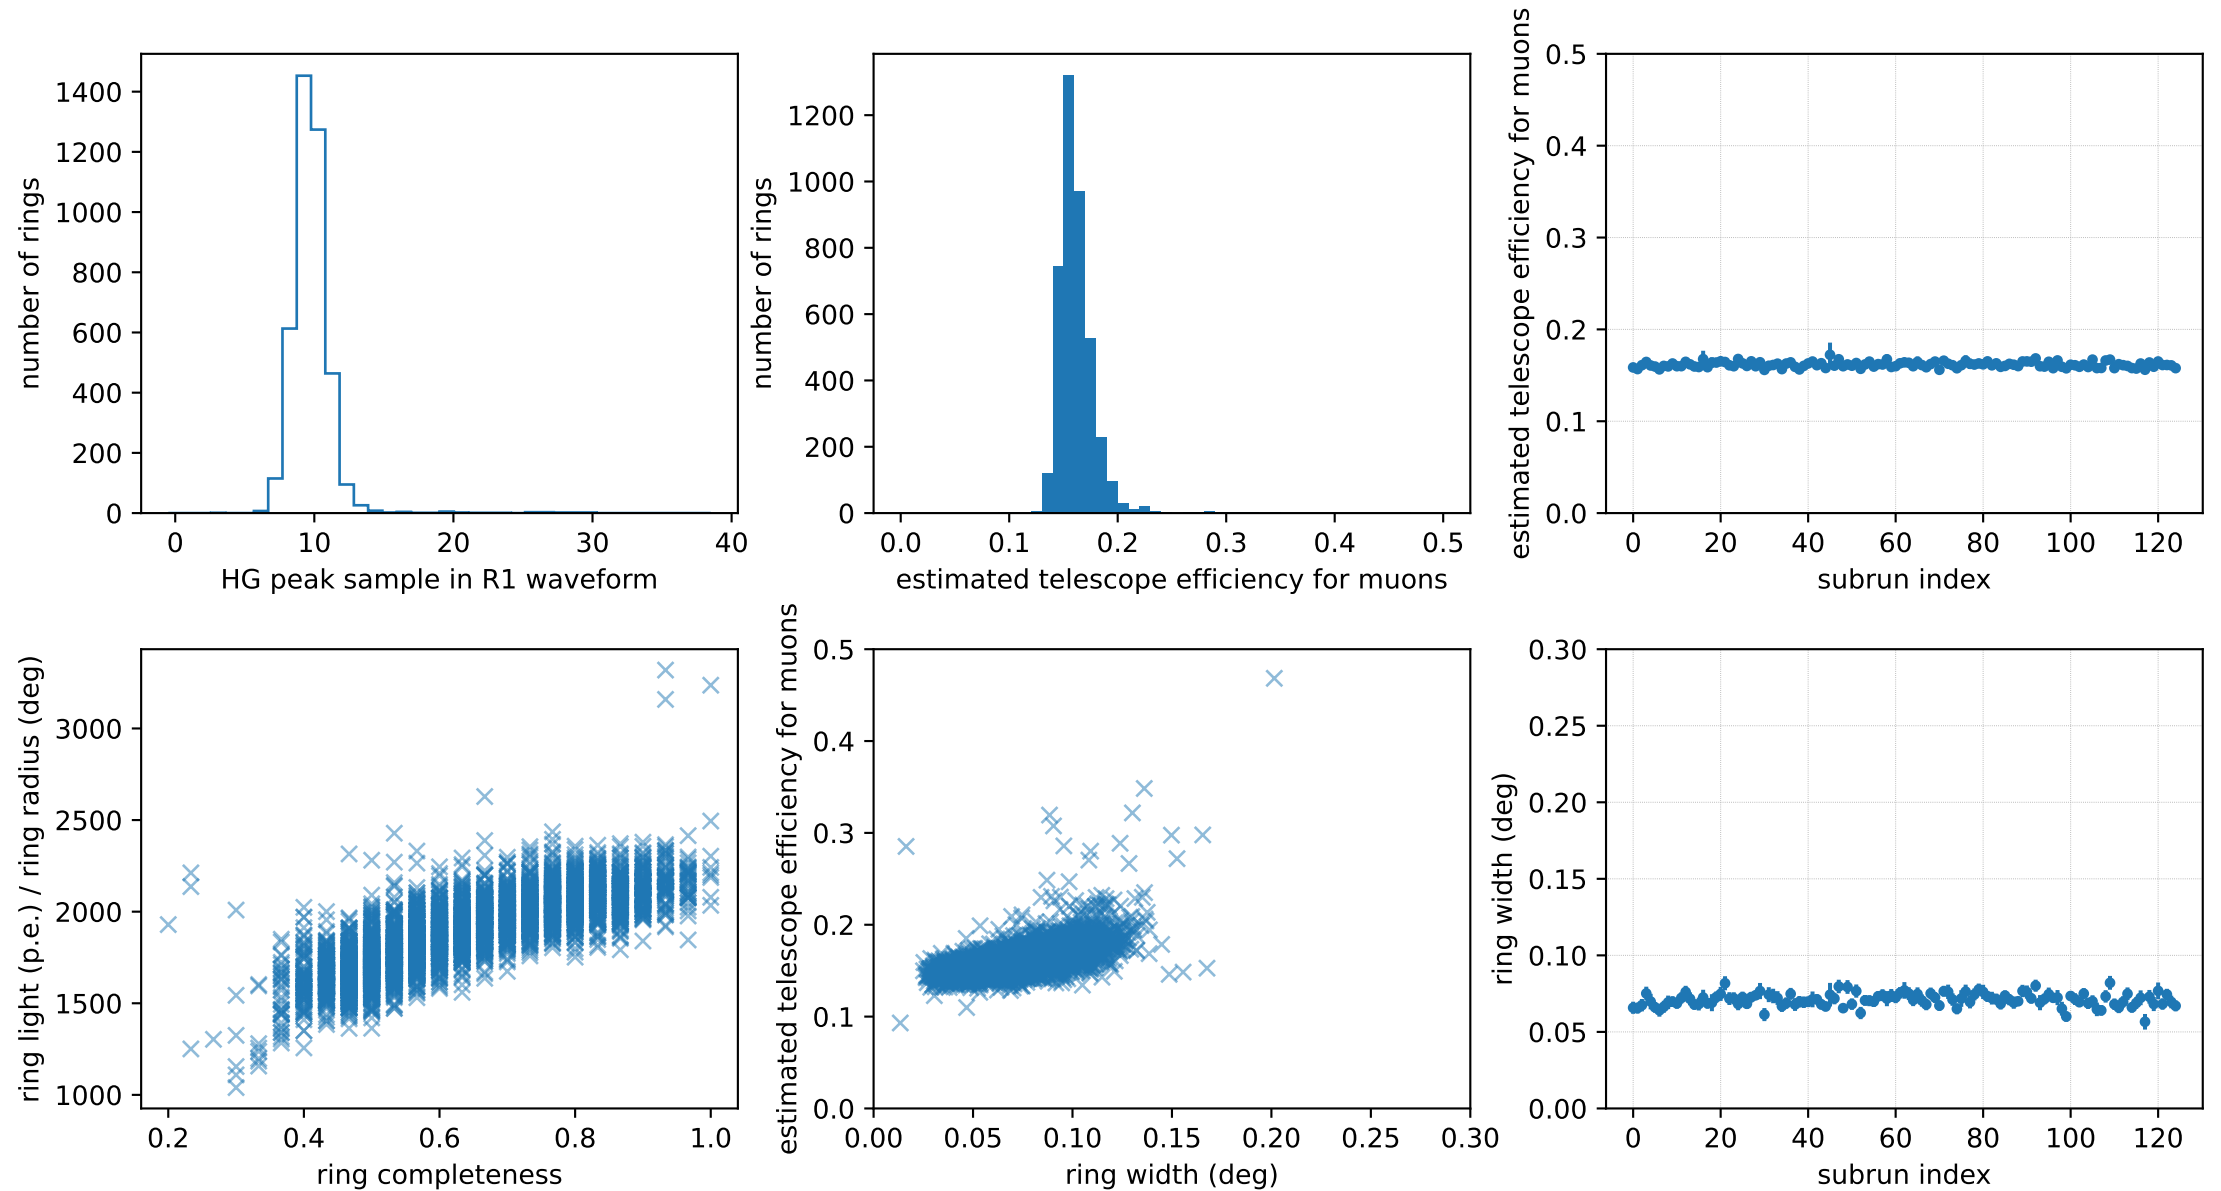 number of rings
1400
1200
1000
800
600
400
200
0
0 10 20 30 40
HG peak sample in R1 waveform
number of rings
1200
1000
800
600
400
200
0
0.0 0.1 0.2 0.3 0.4 0.5
estimated telescope efficiency for muons
estimated telescope efficiency for muons
0.5
0.4
0.3
0.2
0.1
0.0
0 20 40 60 80 100 120
subrun index
ring light (p.e.) / ring radius (deg)
3000
2500
2000
1500
1000
0.2 0.4 0.6 0.8 1.0
ring completeness
estimated telescope efficiency for muons
0.5
0.4
0.3
0.2
0.1
0.0
0.00 0.05 0.10 0.15 0.20 0.25 0.30
ring width (deg)
ring width (deg)
0.30
0.25
0.20
0.15
0.10
0.05
0.00
0 20 40 60 80 100 120
subrun index